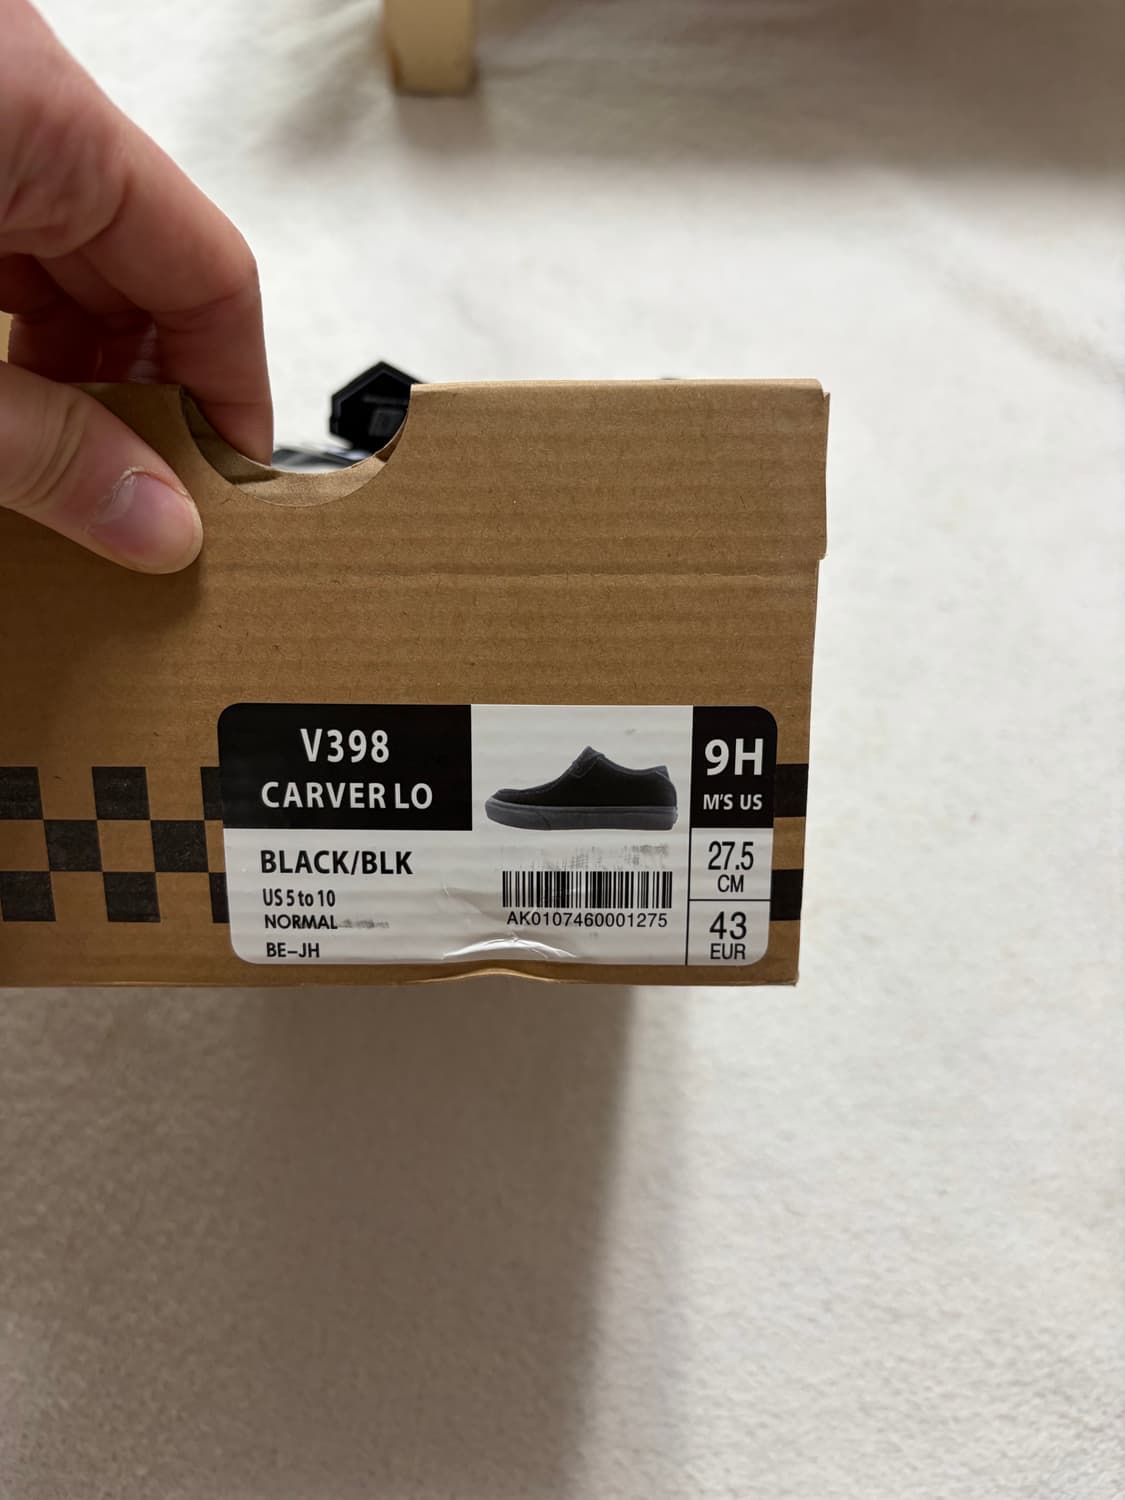 V398
CARVER LO
9H
M'S US
BLACK/BLK
US 5 to 10
NORMAL
BE-JH
AK0107460001275
27.5
CM
43
EUR